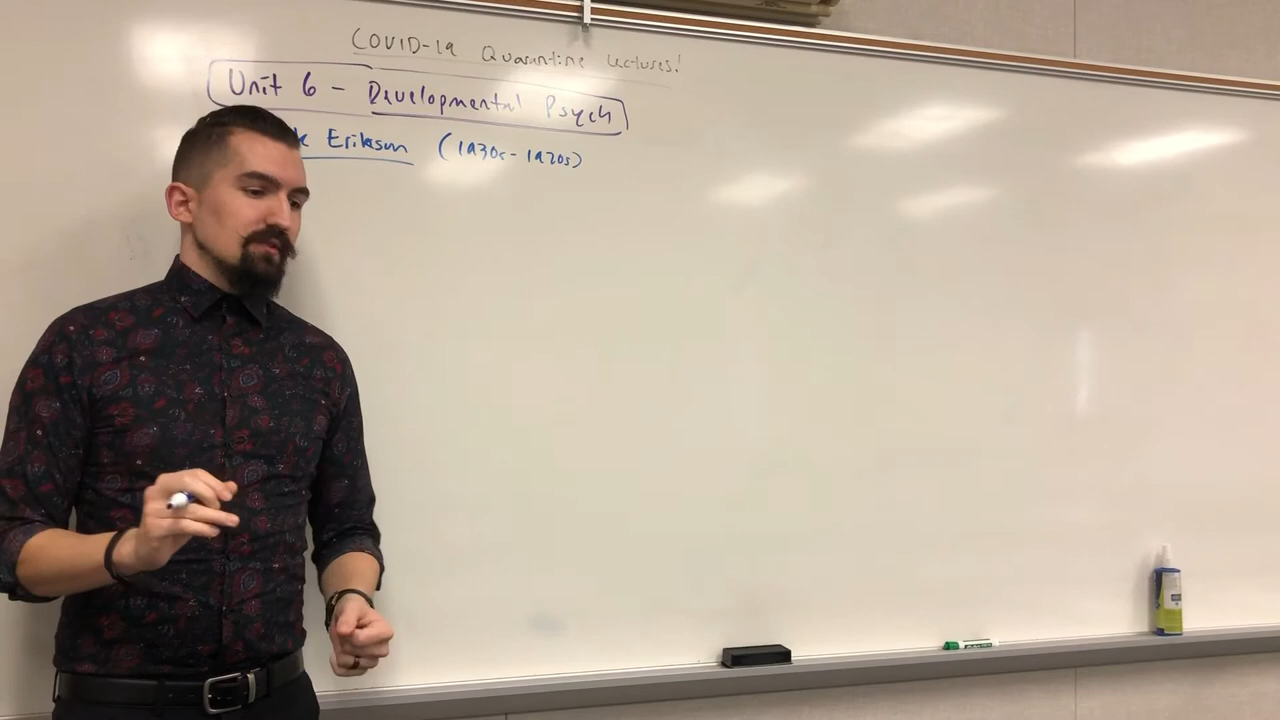 COVID-19 Quarantine Lectures!
Unit 6 - Developmental Psych
k Erikson (1930s-1970s)